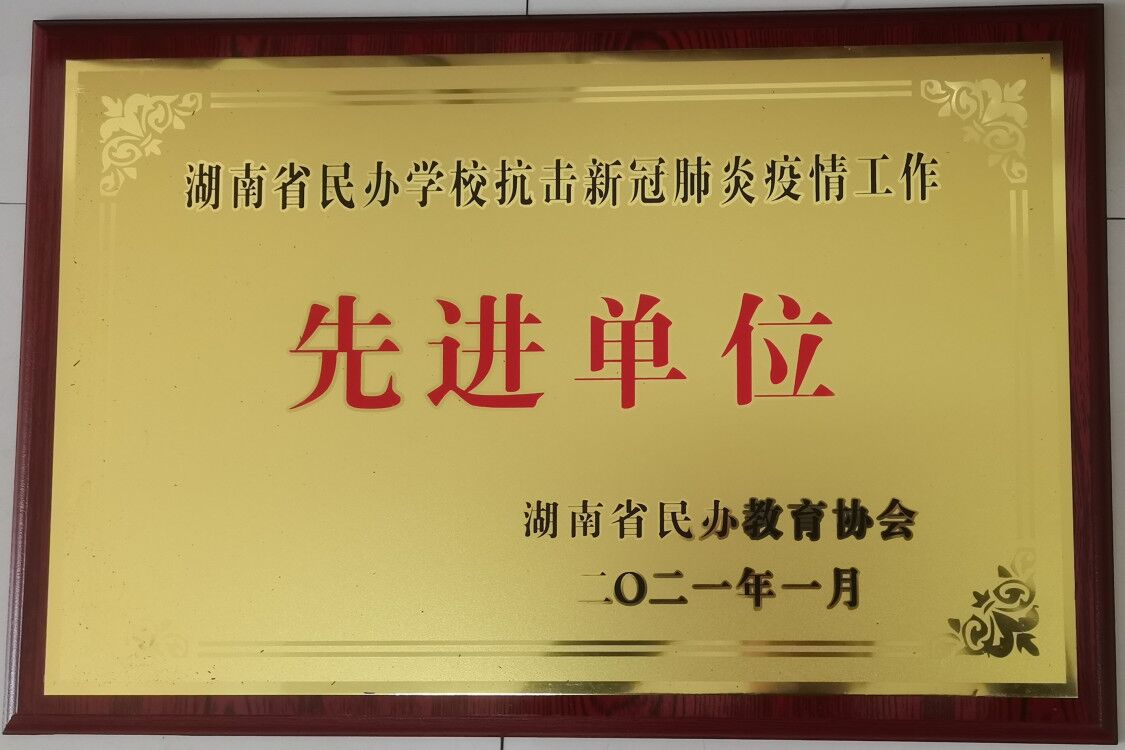 湖南省民办学校抗击新冠肺炎疫情工作
先进单位
湖南省民办教育协会
二〇二一年一月